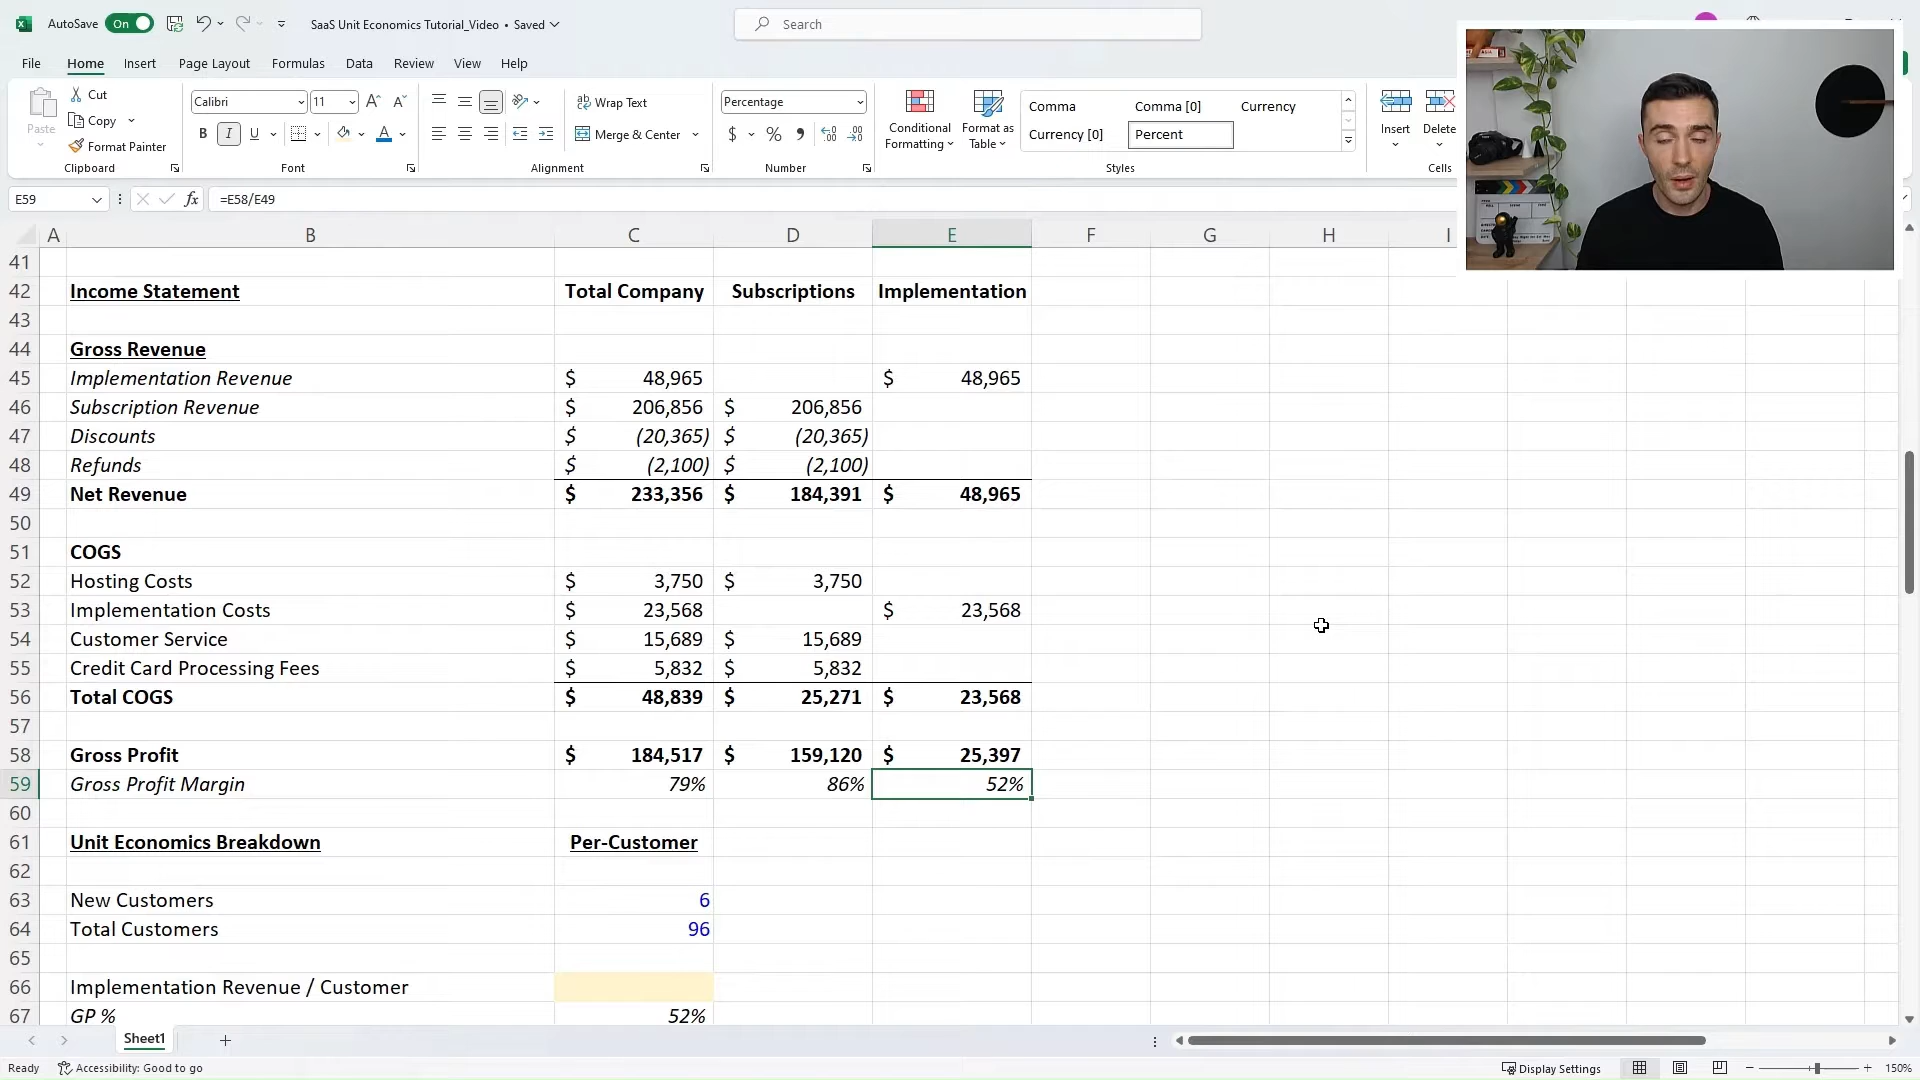 AutoSave On SaaS Unit Economics Tutorial_Video • Saved Search
File Home Insert Page Layout Formulas Data Review View Help
Paste Cut Copy Format Painter Clipboard
Calibri 11 B I U Font
Wrap Text Merge & Center Alignment
Percentage $ % Number
Conditional Formatting Format as Table
Comma Comma [0] Currency
Currency [0] Percent
Styles
Insert Delete Cells
E59 fx =E58/E49
A B C D E F G H I
41
42 Income Statement Total Company Subscriptions Implementation
43
44 Gross Revenue
45 Implementation Revenue $ 48,965 $ 48,965
46 Subscription Revenue $ 206,856 $ 206,856
47 Discounts $ (20,365) $ (20,365)
48 Refunds $ (2,100) $ (2,100)
49 Net Revenue $ 233,356 $ 184,391 $ 48,965
50
51 COGS
52 Hosting Costs $ 3,750 $ 3,750
53 Implementation Costs $ 23,568 $ 23,568
54 Customer Service $ 15,689 $ 15,689
55 Credit Card Processing Fees $ 5,832 $ 5,832
56 Total COGS $ 48,839 $ 25,271 $ 23,568
57
58 Gross Profit $ 184,517 $ 159,120 $ 25,397
59 Gross Profit Margin 79% 86% 52%
60
61 Unit Economics Breakdown Per-Customer
62
63 New Customers 6
64 Total Customers 96
65
66 Implementation Revenue / Customer
67 GP % 52%
Sheet1
Ready Accessibility: Good to go Display Settings 150%